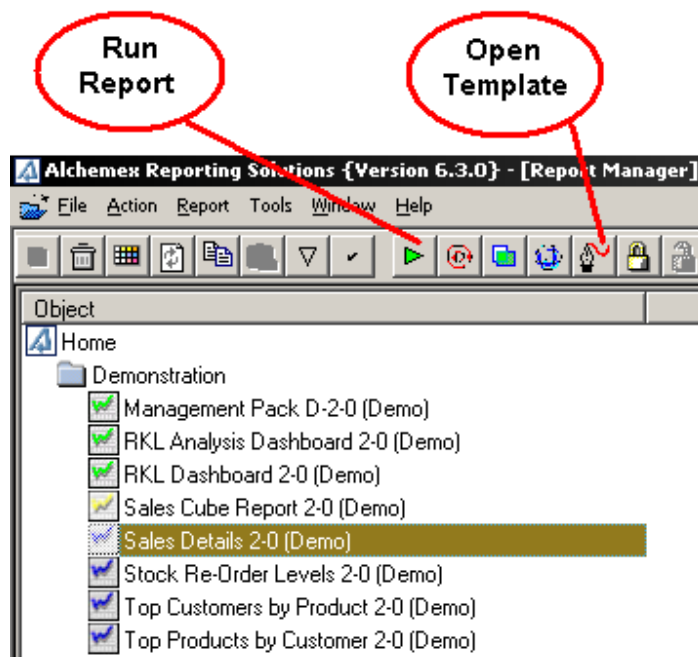 Run
Report
Open
Template
Alchemex Reporting Solutions {Version 6.3.0} - [Report Manager]
File Action Report Tools Window Help
Object
Home
Demonstration
Management Pack D-2-0 (Demo)
RKL Analysis Dashboard 2-0 (Demo)
RKL Dashboard 2-0 (Demo)
Sales Cube Report 2-0 (Demo)
Sales Details 2-0 (Demo)
Stock Re-Order Levels 2-0 (Demo)
Top Customers by Product 2-0 (Demo)
Top Products by Customer 2-0 (Demo)